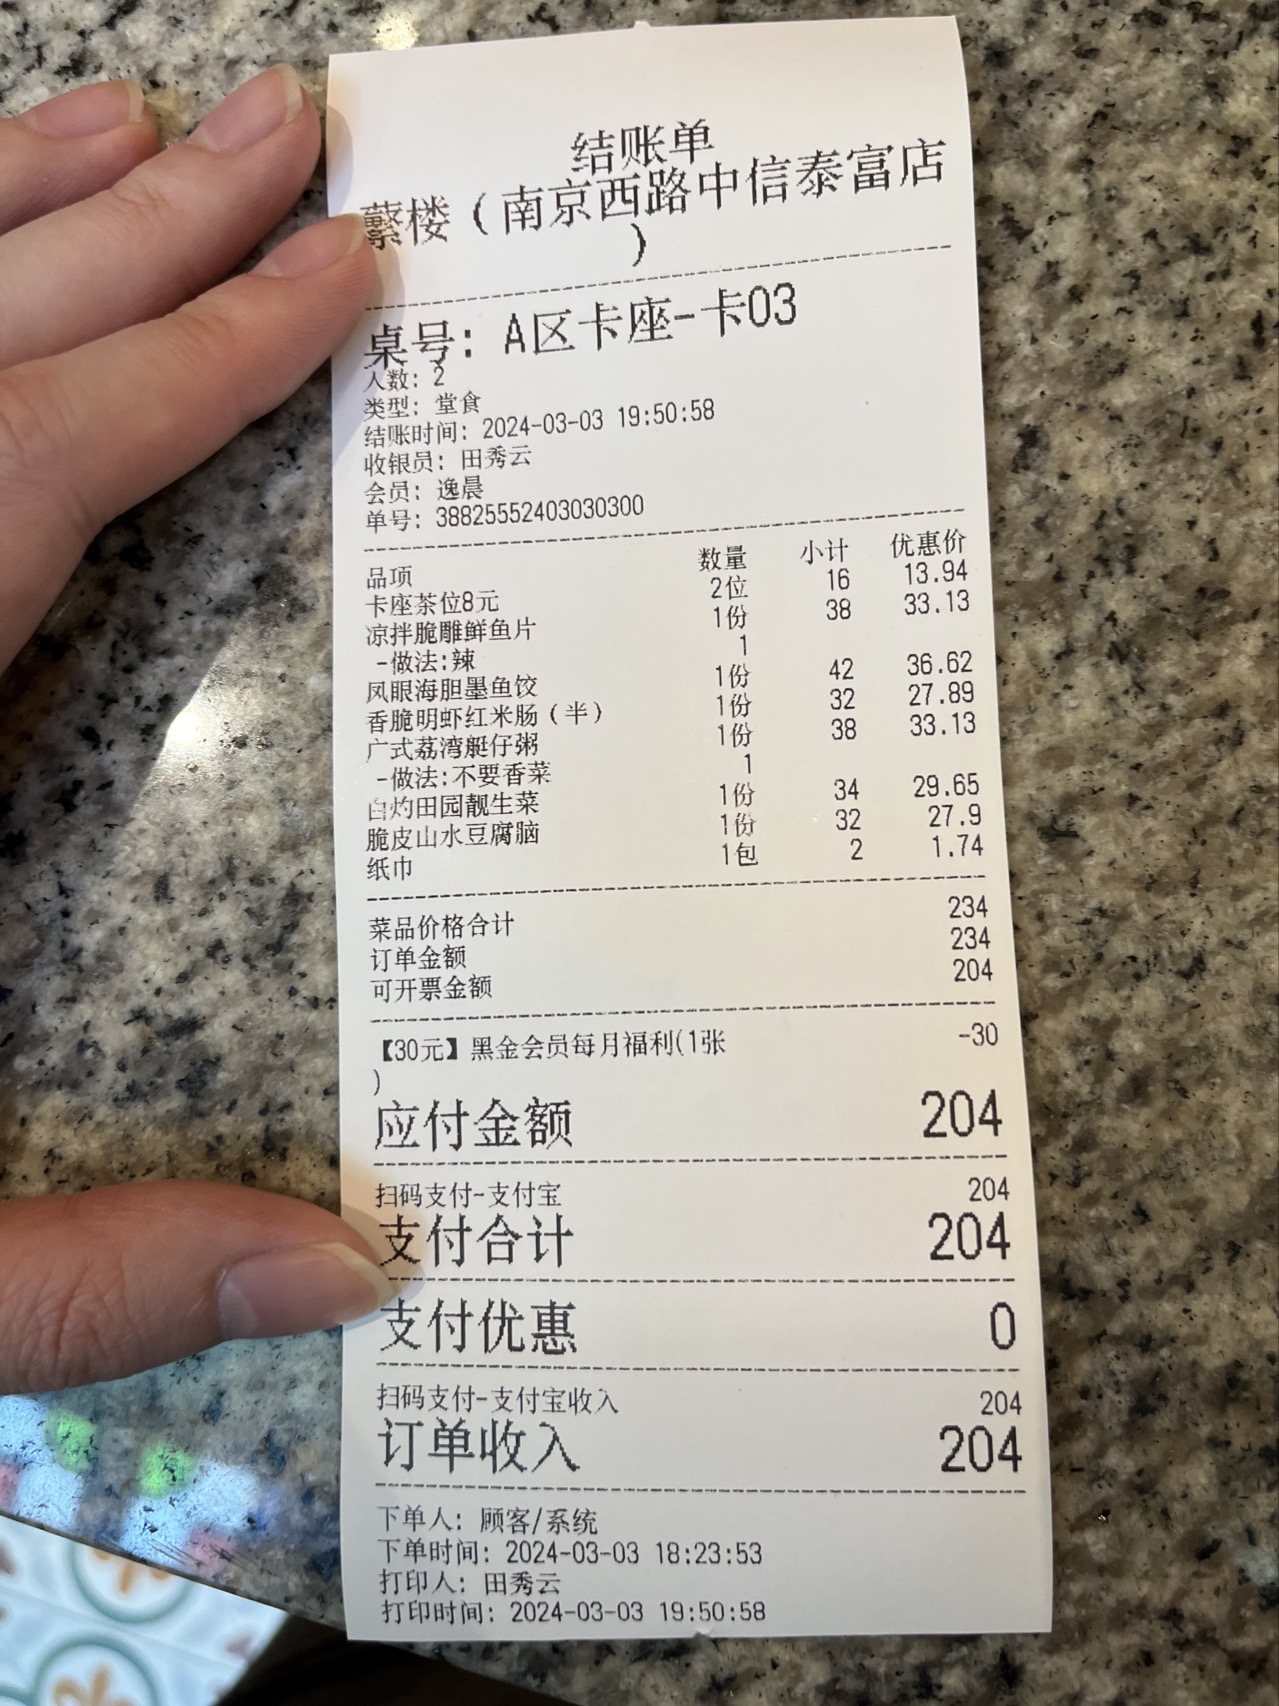 结账单
蘩楼（南京西路中信泰富店
）
桌号: A区卡座-卡03
人数: 2
类型: 堂食
结账时间: 2024-03-03 19:50:58
收银员: 田秀云
会员: 逸晨
单号: 38825552403030300
品项 数量 小计 优惠价
卡座茶位8元 2位 16 13.94
凉拌脆雕鲜鱼片 1份 38 33.13
-做法:辣 1
凤眼海胆墨鱼饺 1份 42 36.62
香脆明虾红米肠（半） 1份 32 27.89
广式荔湾艇仔粥 1份 38 33.13
-做法:不要香菜 1
白灼田园靓生菜 1份 34 29.65
脆皮山水豆腐脑 1份 32 27.9
纸巾 1包 2 1.74
菜品价格合计 234
订单金额 234
可开票金额 204
【30元】黑金会员每月福利(1张 -30
)
应付金额 204
扫码支付-支付宝 204
支付合计 204
支付优惠 0
扫码支付-支付宝收入 204
订单收入 204
下单人: 顾客/系统
下单时间: 2024-03-03 18:23:53
打印人: 田秀云
打印时间: 2024-03-03 19:50:58